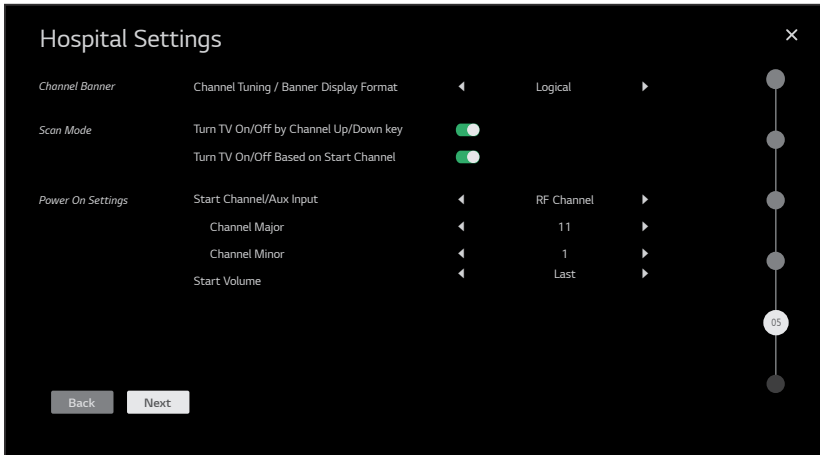 Hospital Settings
Channel Banner Channel Tuning / Banner Display Format Logical
Scan Mode Turn TV On/Off by Channel Up/Down key
Turn TV On/Off Based on Start Channel
Power On Settings Start Channel/Aux Input RF Channel
Channel Major 11
Channel Minor 1
Start Volume Last
05
Back Next